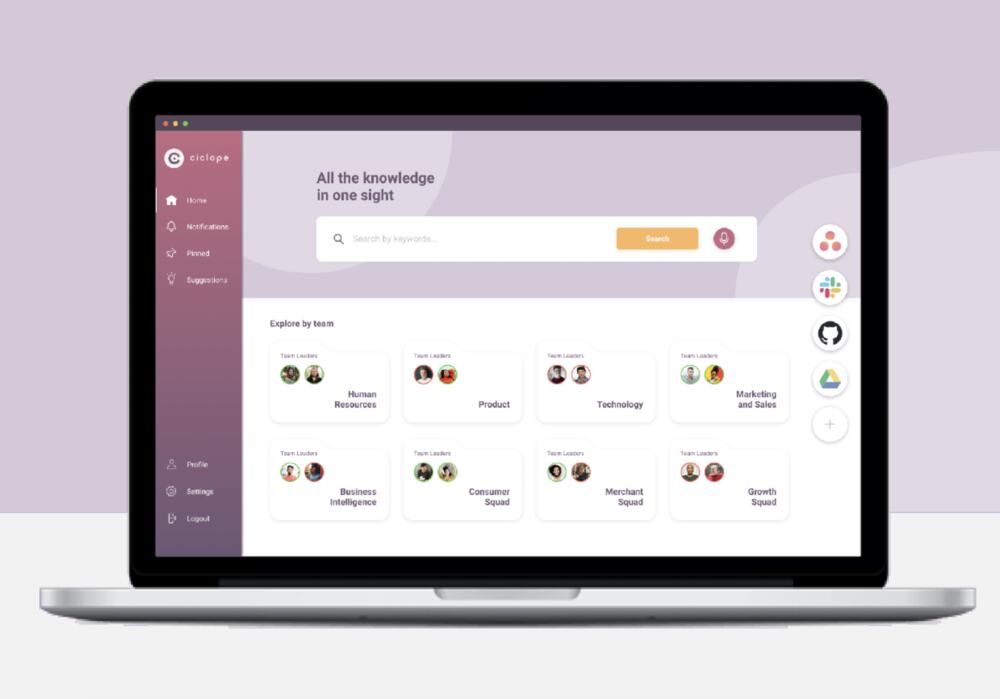 ciclope
Home
Notifications
Pinned
Suggestions
Profile
Settings
Logout
All the knowledge
in one sight
Search by keywords...
Search
Explore by team
Team Leaders
Human
Resources
Team Leaders
Product
Team Leaders
Technology
Team Leaders
Marketing
and Sales
Team Leaders
Business
Intelligence
Team Leaders
Consumer
Squad
Team Leaders
Merchant
Squad
Team Leaders
Growth
Squad